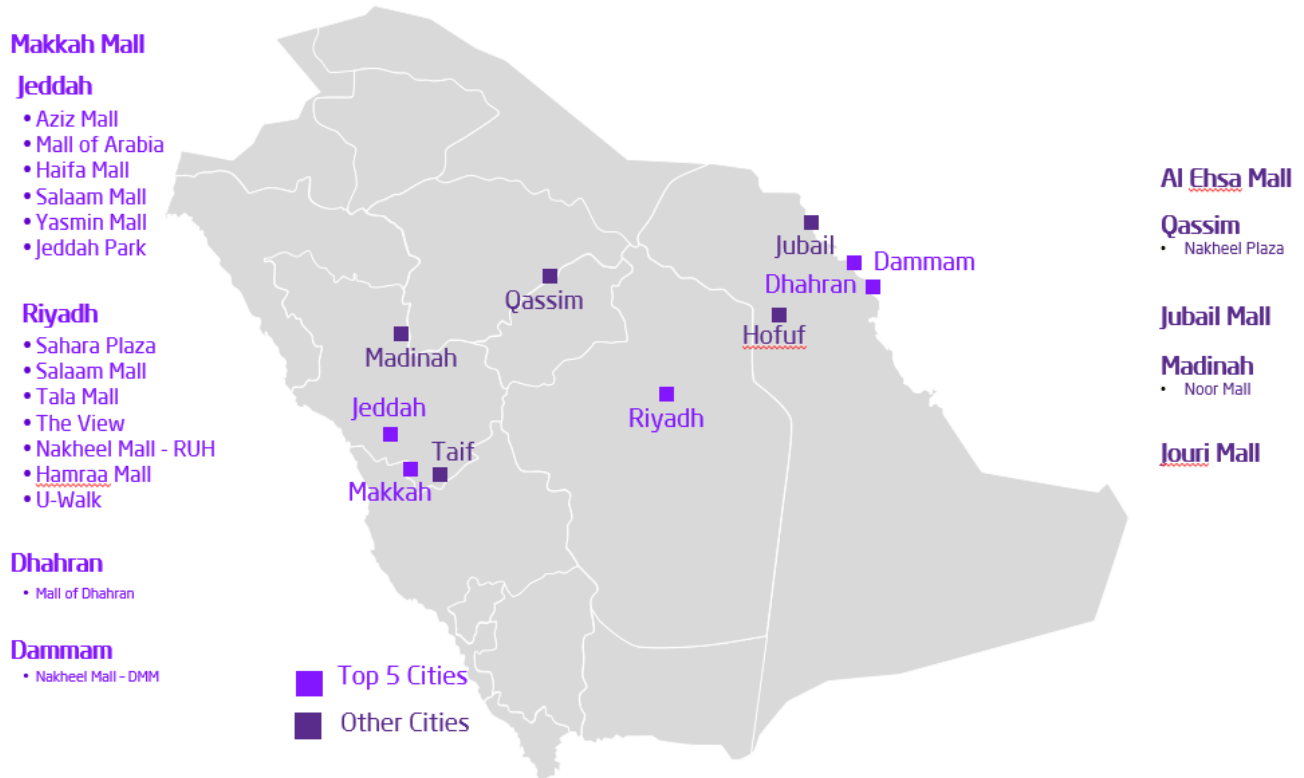 Makkah Mall
Jeddah
• Aziz Mall
• Mall of Arabia
• Haifa Mall
• Salaam Mall
• Yasmin Mall
• Jeddah Park
Riyadh
• Sahara Plaza
• Salaam Mall
• Tala Mall
• The View
• Nakheel Mall - RUH
• Hamraa Mall
• U-Walk
Dhahran
• Mall of Dhahran
Dammam
• Nakheel Mall – DMM
Jubail
Dammam
Dhahran
Qassim
Hofuf
Madinah
Jeddah
Riyadh
Taif
Makkah
Top 5 Cities
Other Cities
Al Ehsa Mall
Qassim
• Nakheel Plaza
Jubail Mall
Madinah
• Noor Mall
Jouri Mall